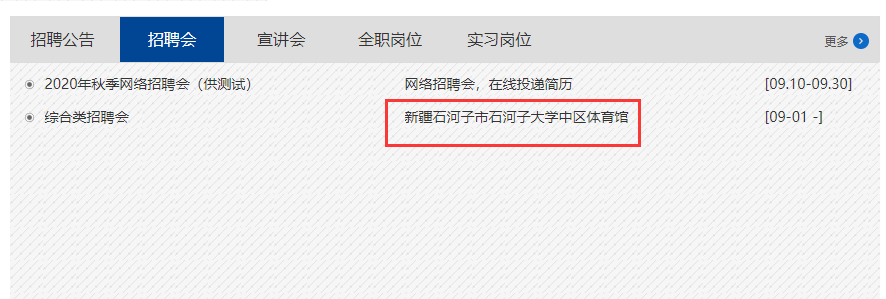 招聘公告 招聘会 宣讲会 全职岗位 实习岗位 更多
2020年秋季网络招聘会（供测试） 网络招聘会，在线投递简历 [09.10-09.30]
综合类招聘会 新疆石河子市石河子大学中区体育馆 [09-01 -]